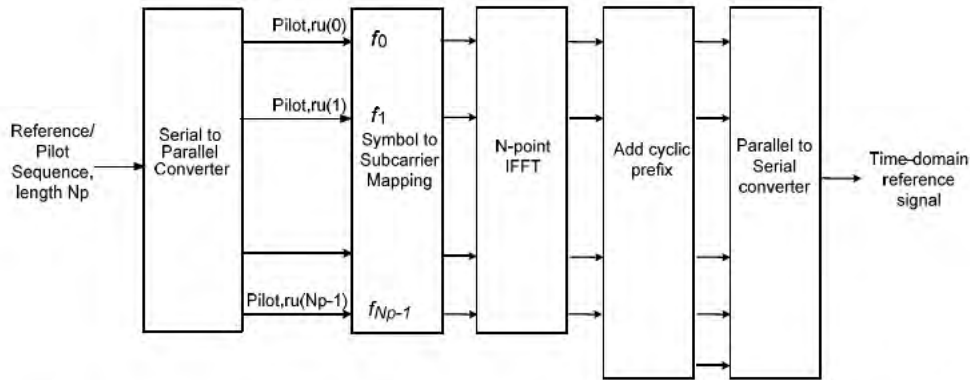 Reference/
Pilot
Sequence,
length Np
Serial to
Parallel
Converter
Pilot,ru(0)
Pilot,ru(1)
Pilot,ru(Np-1)
f0
f1
Symbol to
Subcarrier
Mapping
fNp-1
N-point
IFFT
Add cyclic
prefix
Parallel to
Serial
converter
Time-domain
reference
signal